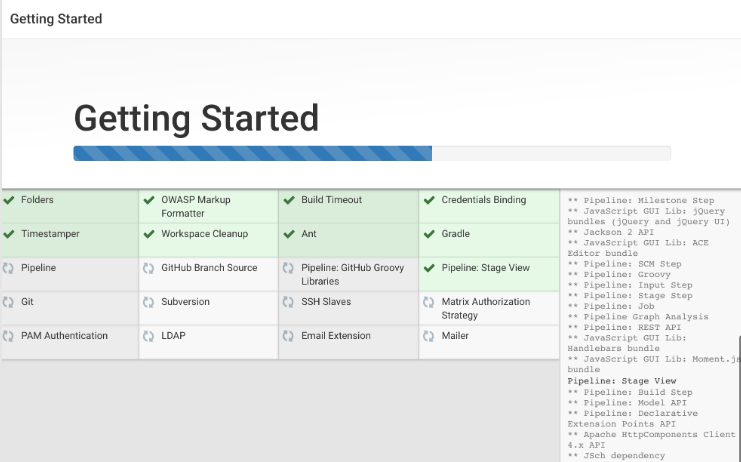 Getting Started
Getting Started
Folders
OWASP Markup
Formatter
Build Timeout
Credentials Binding
Timestamper
Workspace Cleanup
Ant
Gradle
Pipeline
GitHub Branch Source
Pipeline: GitHub Groovy
Libraries
Pipeline: Stage View
Git
Subversion
SSH Slaves
Matrix Authorization
Strategy
PAM Authentication
LDAP
Email Extension
Mailer
** Pipeline: Milestone Step
** JavaScript GUI Lib: jQuery
bundles (jQuery and jQuery UI)
** Jackson 2 API
** JavaScript GUI Lib: ACE
Editor bundle
** Pipeline: SCM Step
** Pipeline: Groovy
** Pipeline: Input Step
** Pipeline: Stage Step
** Pipeline: Job
** Pipeline Graph Analysis
** Pipeline: REST API
** JavaScript GUI Lib:
Handlebars bundle
** JavaScript GUI Lib: Moment.js
bundle
Pipeline: Stage View
** Pipeline: Build Step
** Pipeline: Model API
** Pipeline: Declarative
Extension Points API
** Apache HttpComponents Client
4.x API
** JSch dependency